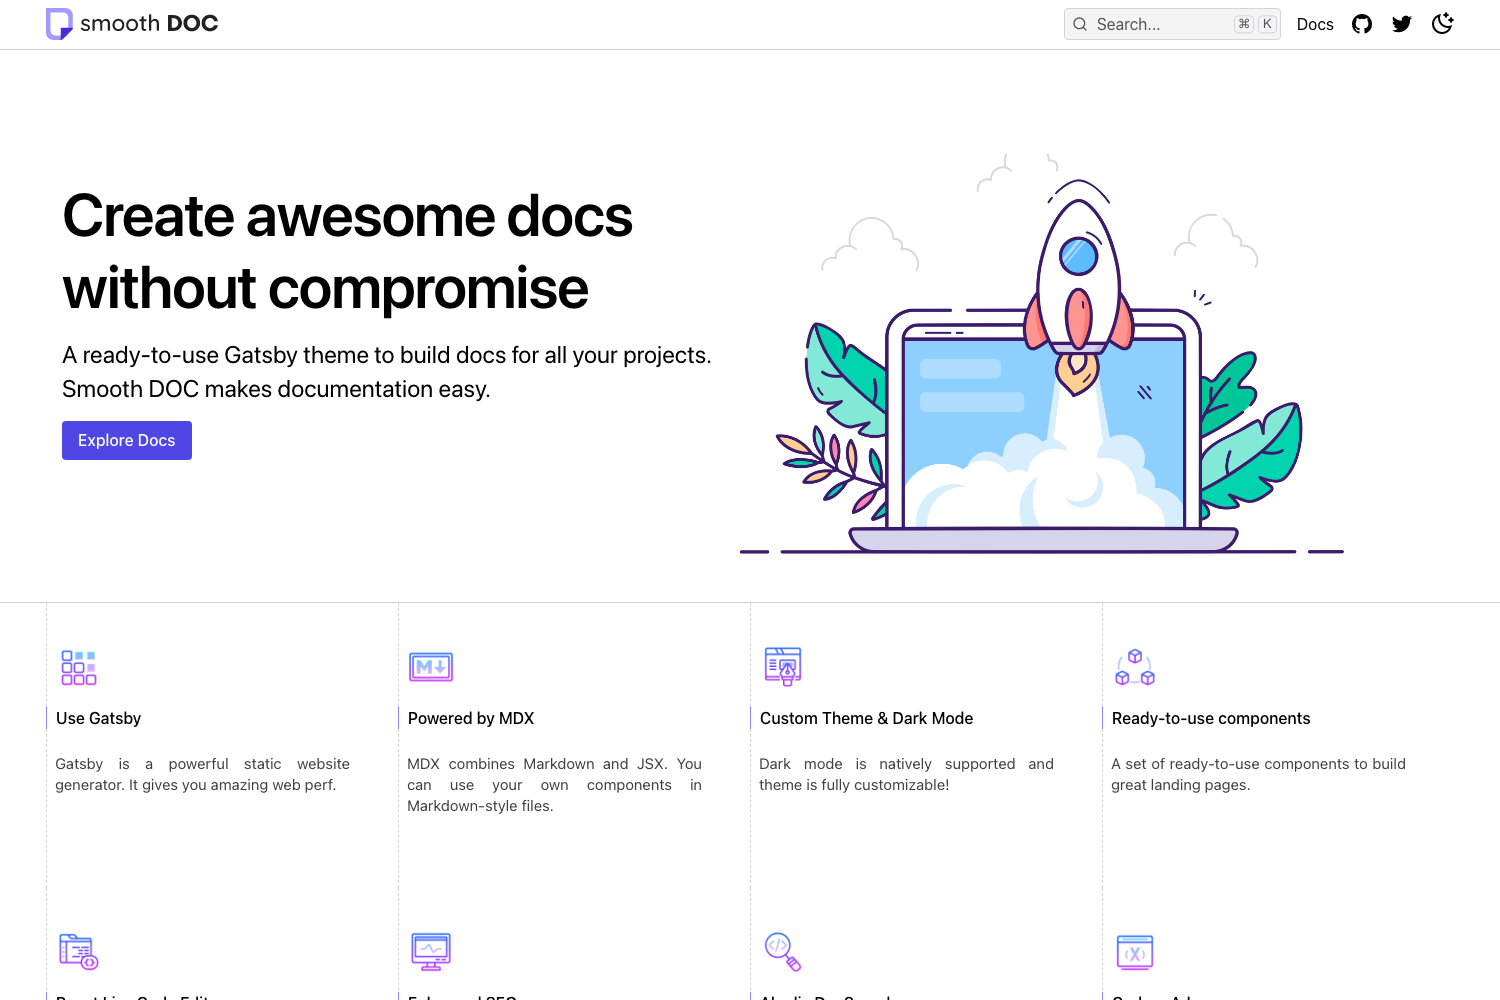 smooth DOC
Search...
⌘ K
Docs
Create awesome docs
without compromise
A ready-to-use Gatsby theme to build docs for all your projects.
Smooth DOC makes documentation easy.
Explore Docs
Use Gatsby
Gatsby is a powerful static website
generator. It gives you amazing web perf.
Powered by MDX
MDX combines Markdown and JSX. You
can use your own components in
Markdown-style files.
Custom Theme & Dark Mode
Dark mode is natively supported and
theme is fully customizable!
Ready-to-use components
A set of ready-to-use components to build
great landing pages.